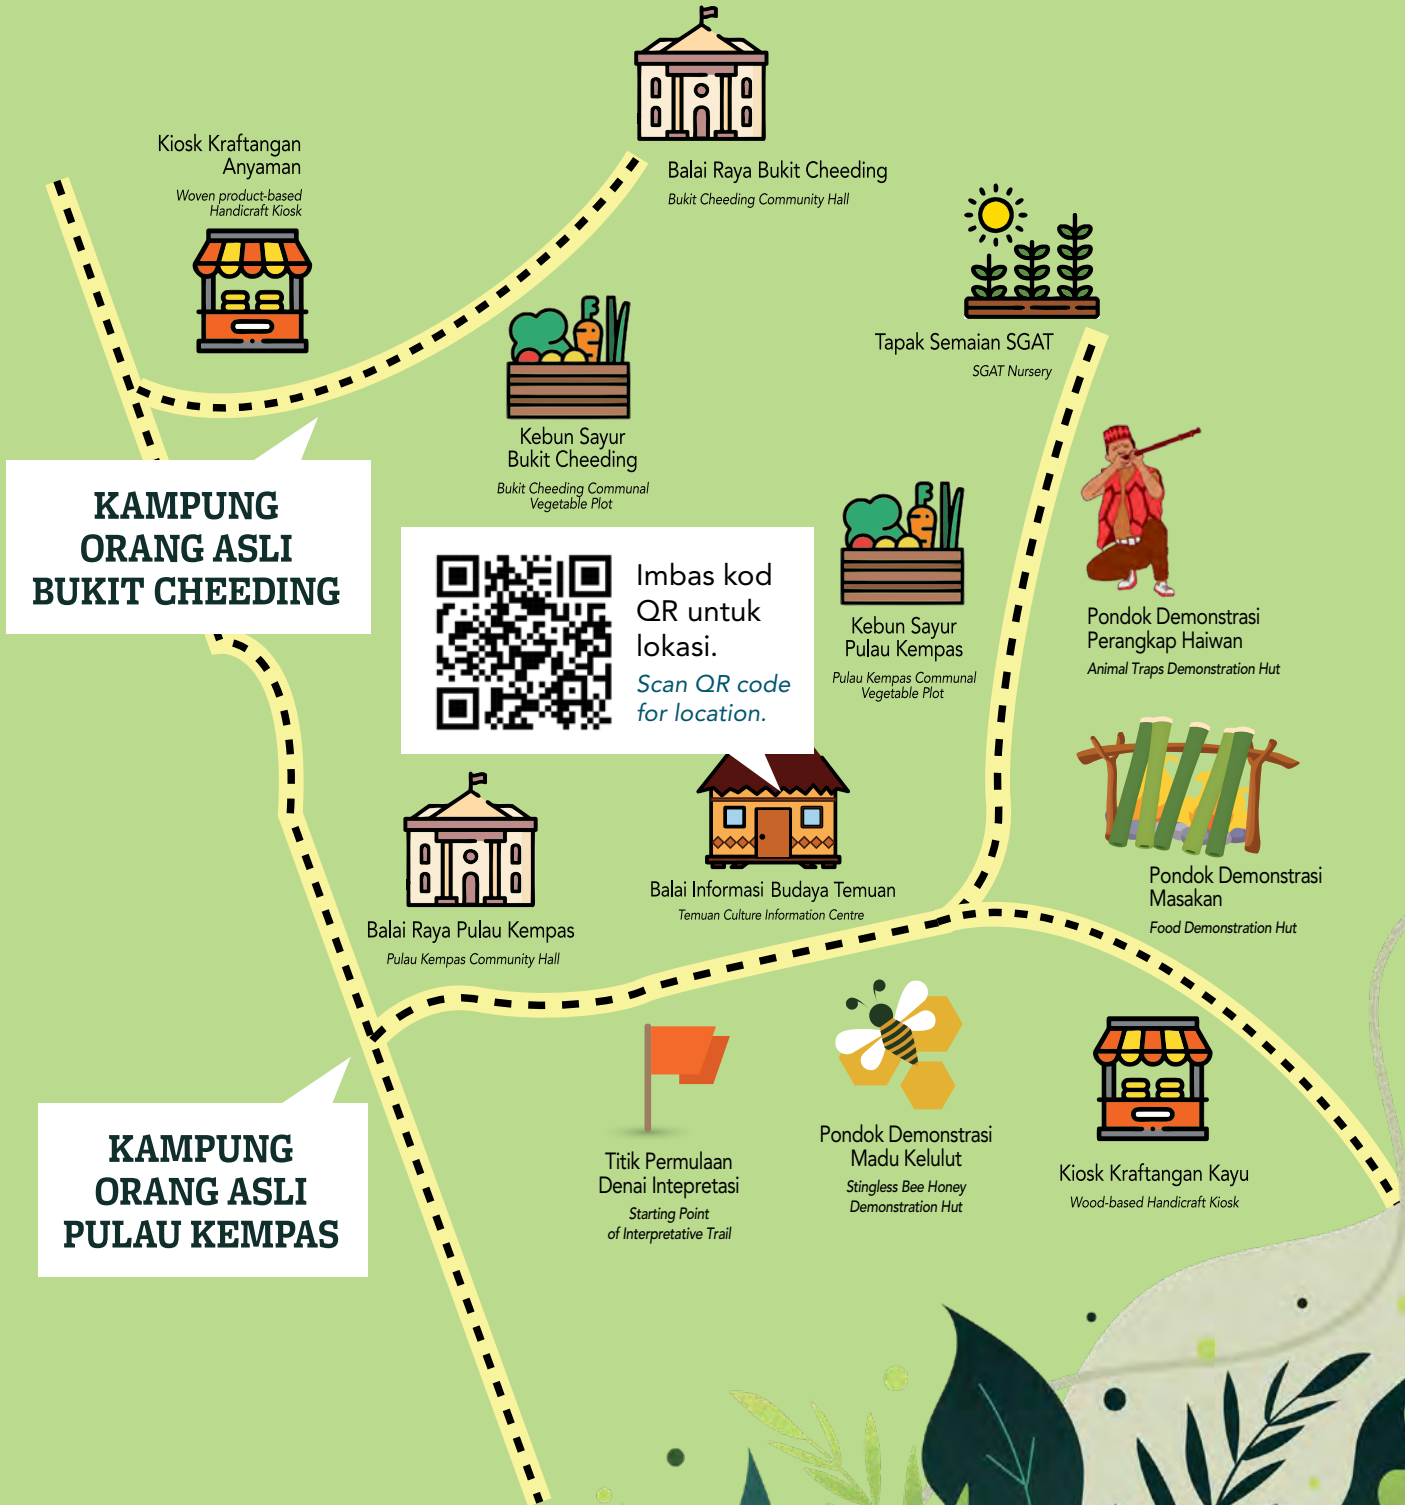 Kiosk Kraftangan
Anyaman
Woven product-based
Handicraft Kiosk
Balai Raya Bukit Cheeding
Bukit Cheeding Community Hall
Tapak Semaian SGAT
SGAT Nursery
Kebun Sayur
Bukit Cheeding
Bukit Cheeding Communal
Vegetable Plot
KAMPUNG
ORANG ASLI
BUKIT CHEEDING
Imbas kod
QR untuk
lokasi.
Scan QR code
for location.
Kebun Sayur
Pulau Kempas
Pulau Kempas Communal
Vegetable Plot
Pondok Demonstrasi
Perangkap Haiwan
Animal Traps Demonstration Hut
Pondok Demonstrasi
Masakan
Food Demonstration Hut
Balai Informasi Budaya Temuan
Temuan Culture Information Centre
Balai Raya Pulau Kempas
Pulau Kempas Community Hall
KAMPUNG
ORANG ASLI
PULAU KEMPAS
Titik Permulaan
Denai Intepretasi
Starting Point
of Interpretative Trail
Pondok Demonstrasi
Madu Kelulut
Stingless Bee Honey
Demonstration Hut
Kiosk Kraftangan Kayu
Wood-based Handicraft Kiosk